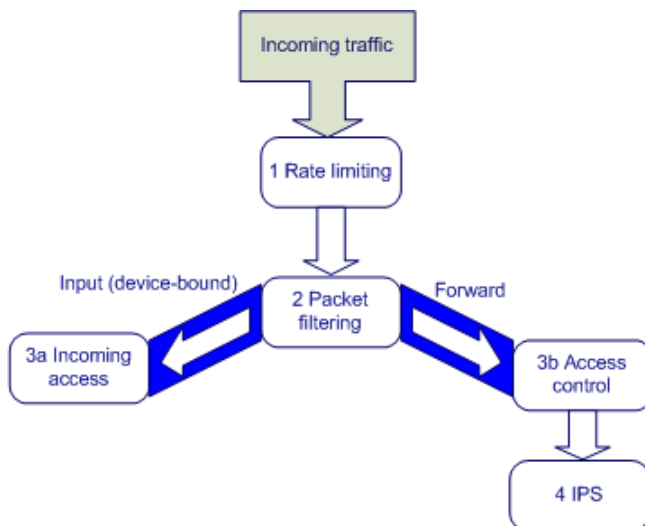 Incoming traffic
1 Rate limiting
Input (device-bound)
2 Packet
filtering
Forward
3a Incoming
access
3b Access
control
4 IPS